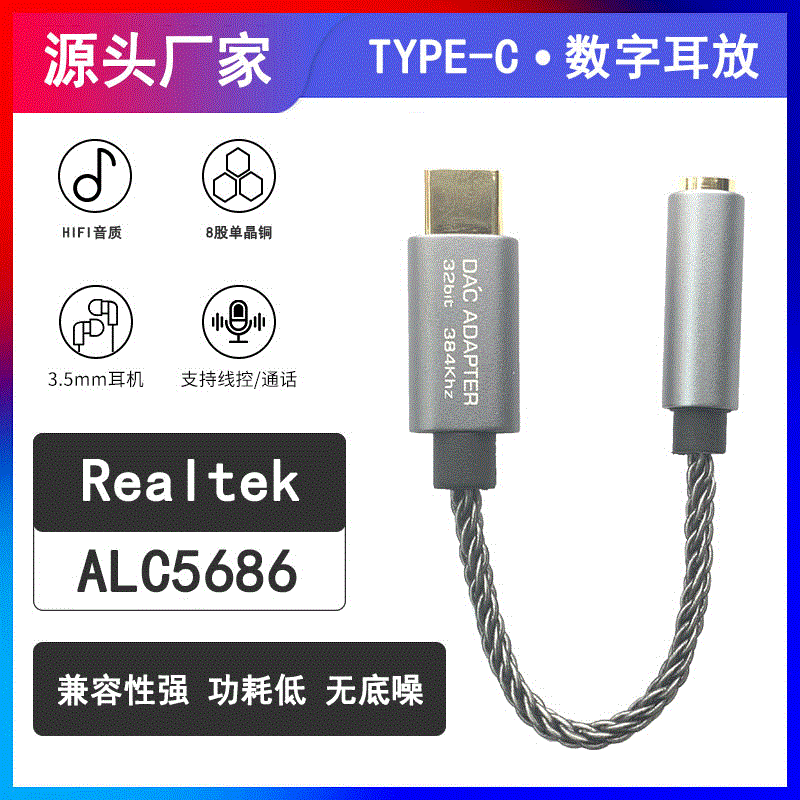 源头厂家
TYPE-C·数字耳放
HIFI音质
8股单晶铜
3.5mm耳机
支持线控/通话
DAC ADAPTER
32bit 384Khz
Realtek
ALC5686
兼容性强 功耗低 无底噪